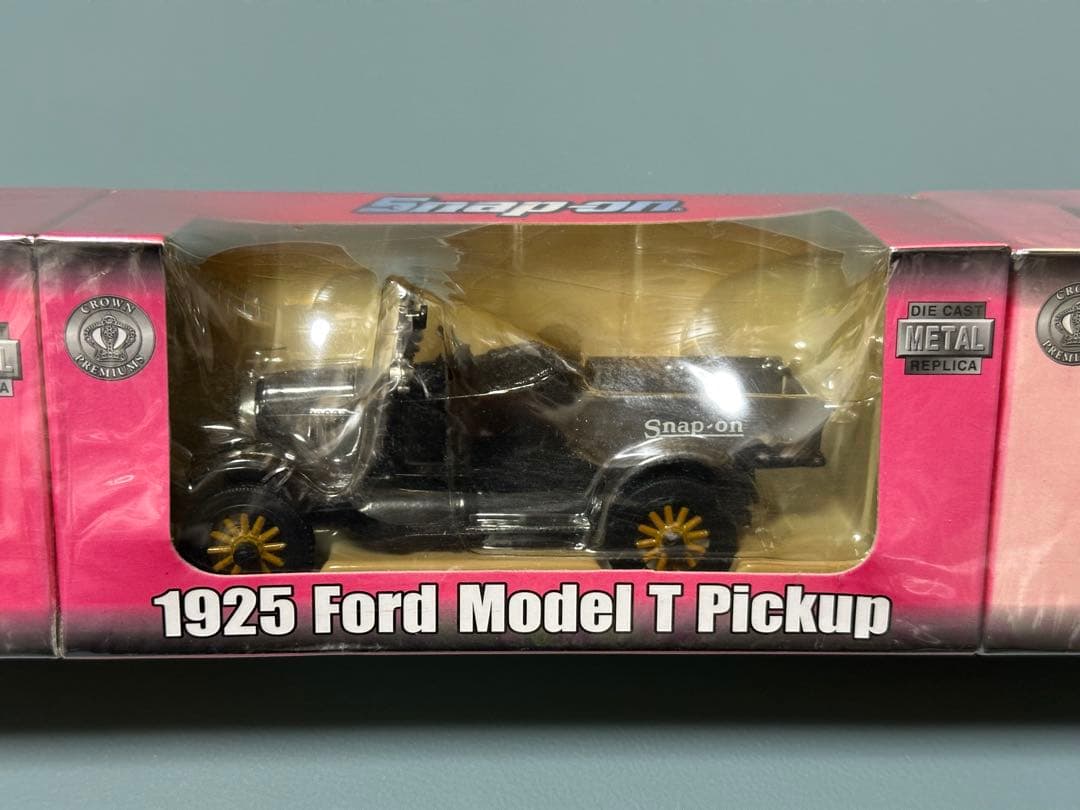 Snap-on
CROWN
PREMIUMS
DIE CAST
METAL
REPLICA
Snap-on
1925 Ford Model T Pickup